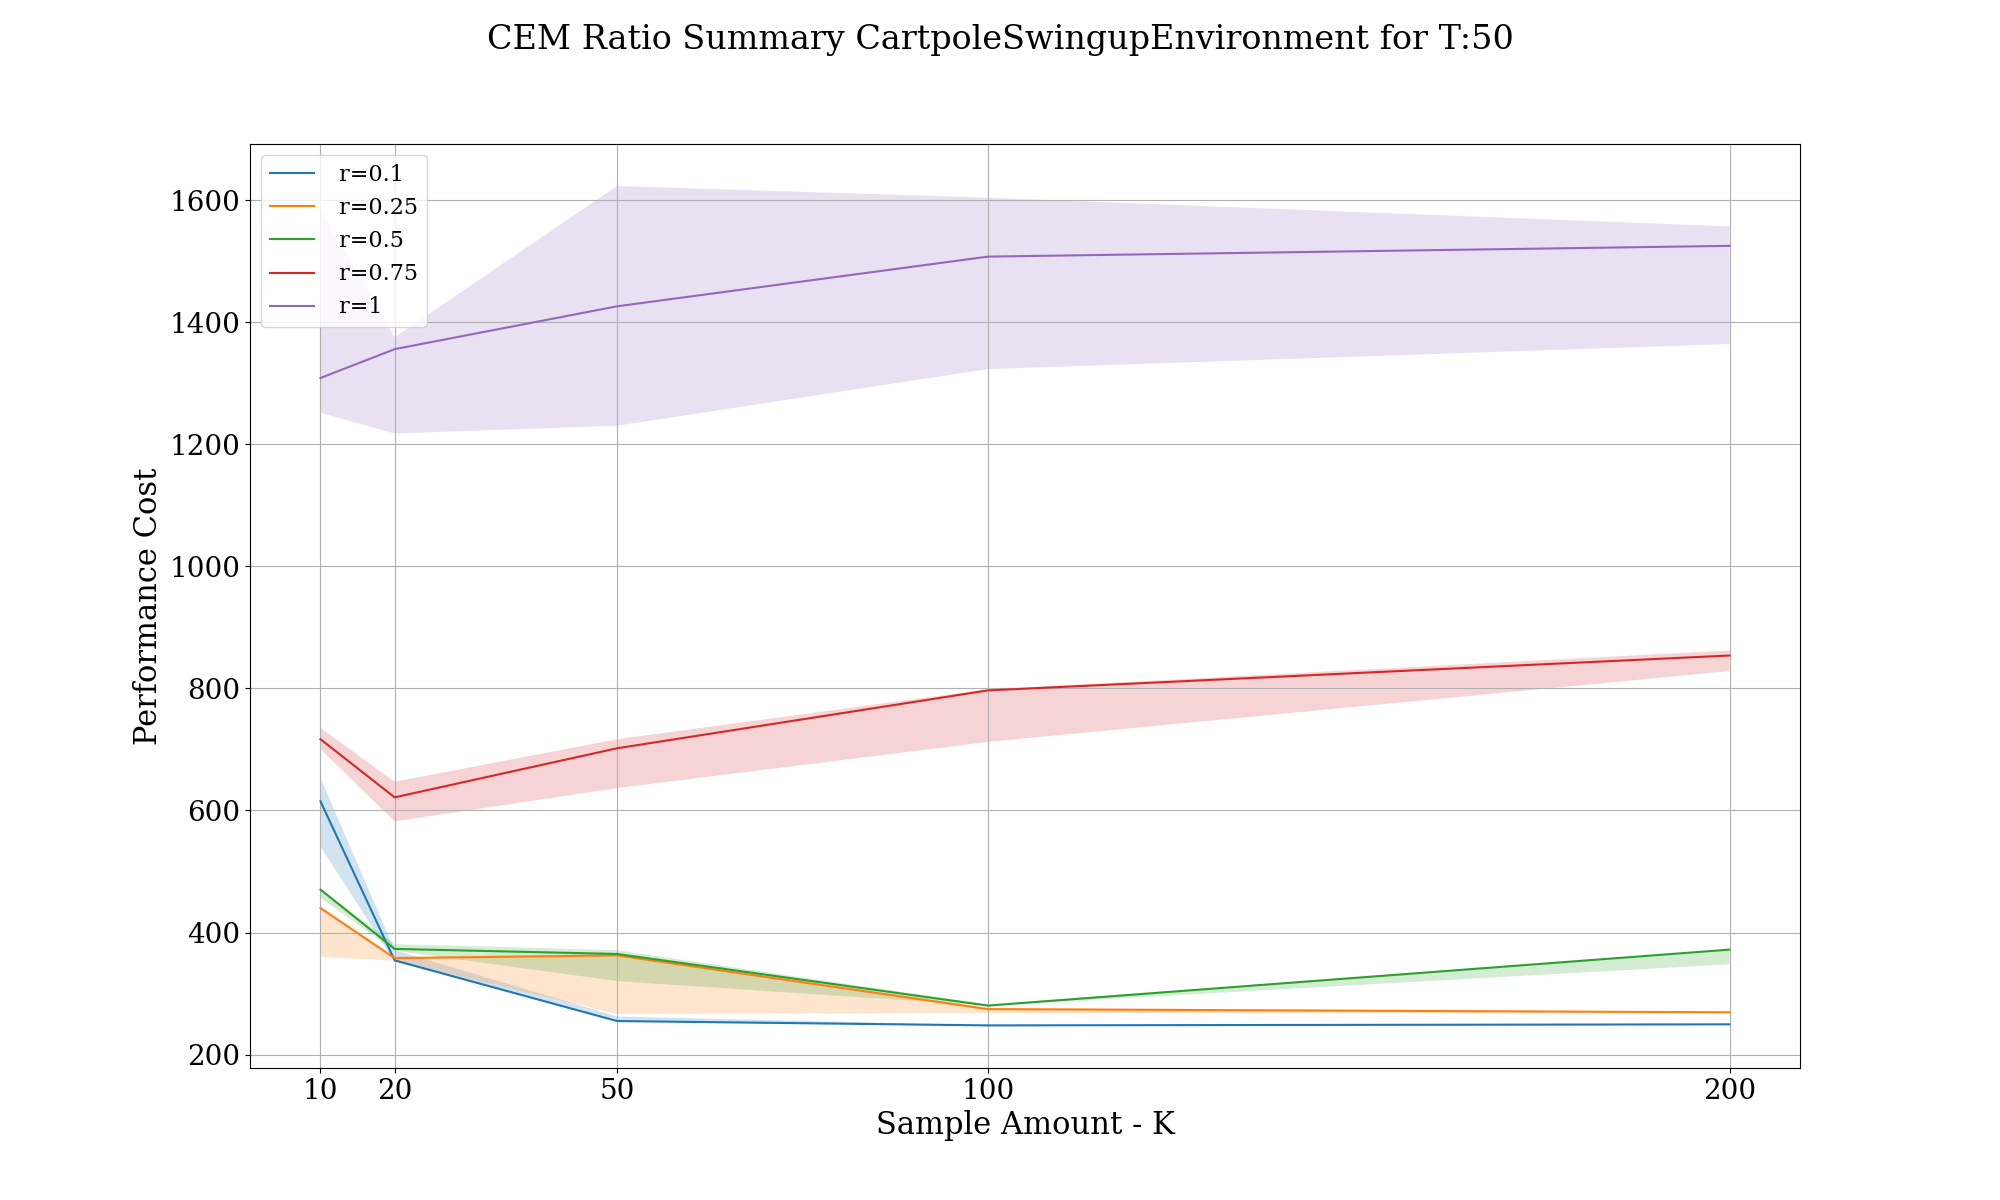 CEM Ratio Summary CartpoleSwingupEnvironment for T:50
r=0.1
r=0.25
r=0.5
r=0.75
r=1
Performance Cost
1600
1400
1200
1000
800
600
400
200
10 20 50 100 200
Sample Amount - K